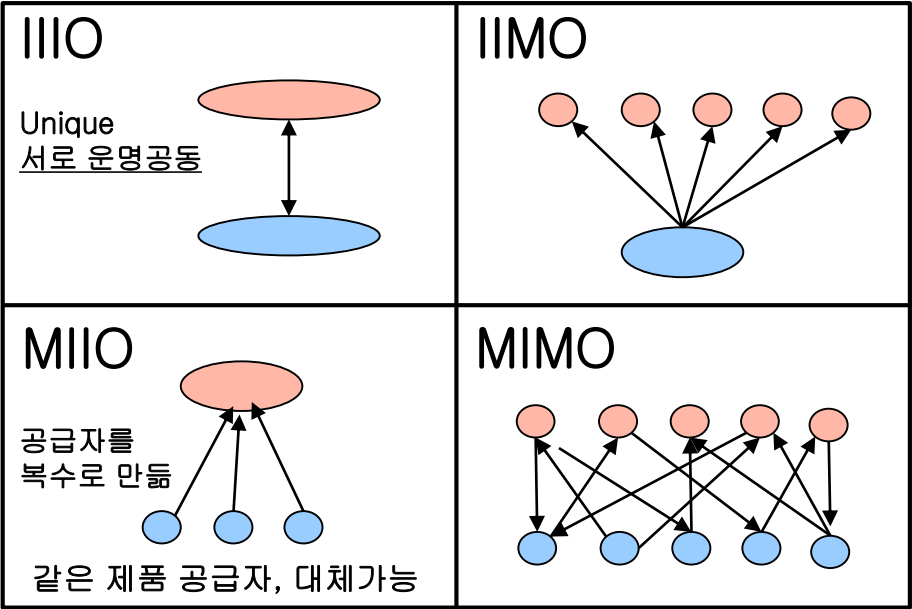 IIIO
Unique
서로 운명공동
IIMO
MIIO
공급자를
복수로 만듦
같은 제품 공급자, 대체가능
MIMO